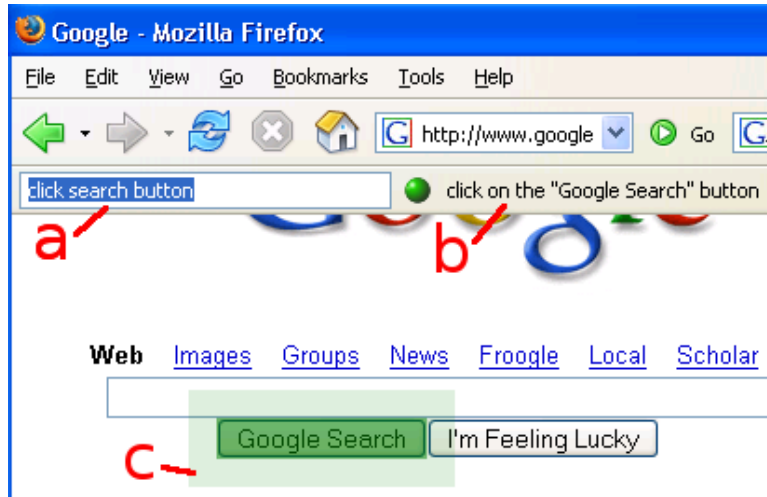 Google - Mozilla Firefox
File Edit View Go Bookmarks Tools Help
G http://www.google Go G
click search button click on the "Google Search" button
a b
Google
Web Images Groups News Froogle Local Scholar
Google Search I'm Feeling Lucky
c